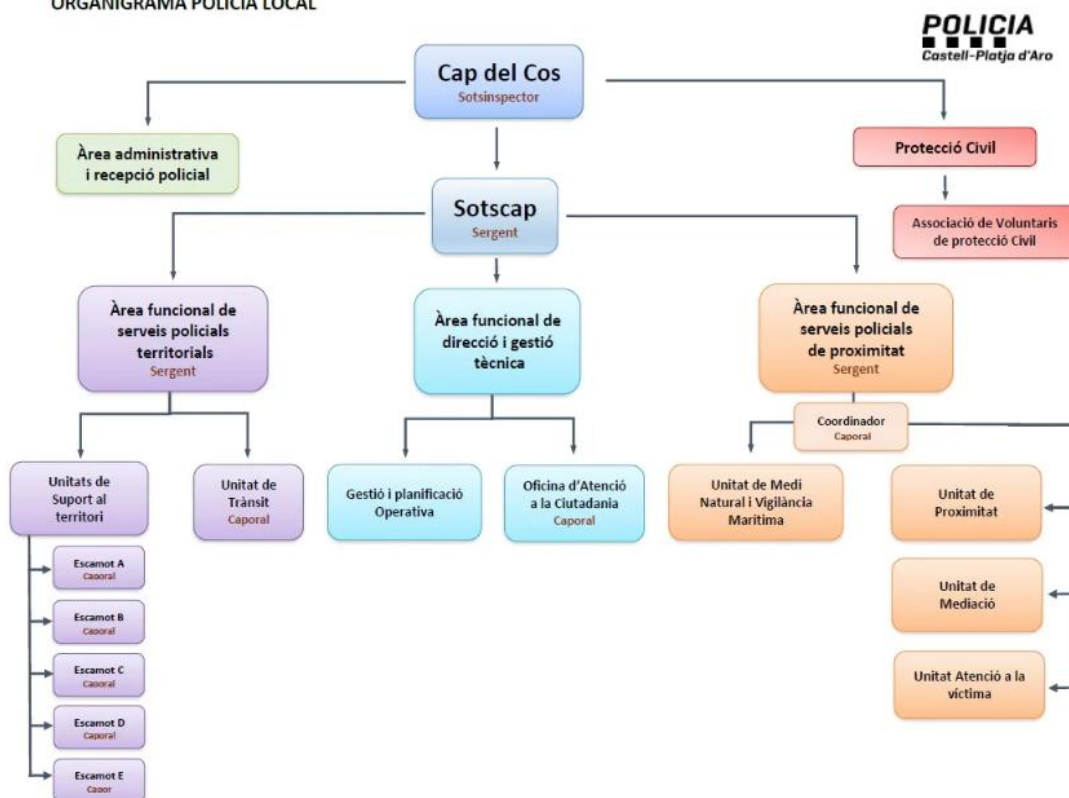 ORGANIGRAMA POLICIA LOCAL
POLICIA
Castell-Platja d'Aro
Cap del Cos
Sotsinspector
Àrea administrativa
i recepció policial
Protecció Civil
Sotscap
Sergent
Associació de Voluntaris
de protecció Civil
Àrea funcional de
serveis policials
territorials
Sergent
Àrea funcional de
direcció i gestió
tècnica
Àrea funcional de
serveis policials
de proximitat
Sergent
Coordinador
Caporal
Unitats de
Suport al
territori
Unitat de
Trànsit
Caporal
Gestió i planificació
Operativa
Oficina d'Atenció
a la Ciutadania
Caporal
Unitat de Medi
Natural i Vigilància
Marítima
Unitat de
Proximitat
Escamot A
Caporal
Escamot B
Caporal
Escamot C
Caporal
Escamot D
Caporal
Escamot E
Capor
Unitat de
Mediació
Unitat Atenció a la
víctima